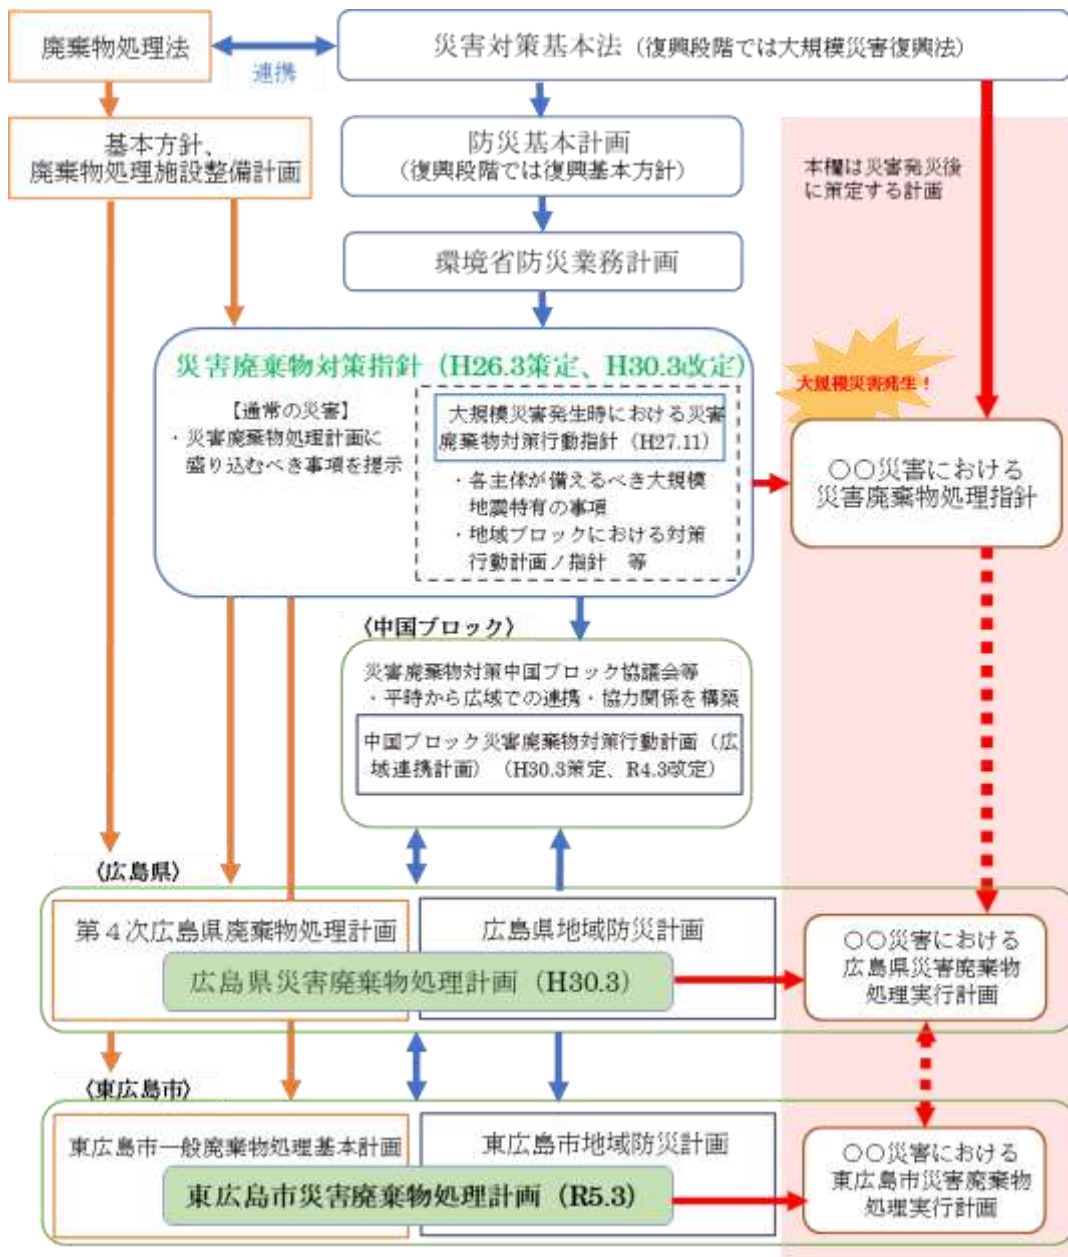 廃棄物処理法
連携
災害対策基本法（復興段階では大規模災害復興法）
基本方針、
廃棄物処理施設整備計画
防災基本計画
（復興段階では復興基本方針）
本欄は災害発災後
に策定する計画
環境省防災業務計画
災害廃棄物対策指針（H26.3策定、H30.3改定）
【通常の災害】
・災害廃棄物処理計画に
盛り込むべき事項を提示
大規模災害発生時における災害
廃棄物対策行動指針（H27.11）
・各主体が備えるべき大規模
地震特有の事項
・地域ブロックにおける対策
行動計画ノ指針　等
大規模災害発生！
〇〇災害における
災害廃棄物処理指針
〈中国ブロック〉
災害廃棄物対策中国ブロック協議会等
・平時から広域での連携・協力関係を構築
中国ブロック災害廃棄物対策行動計画（広
域連携計画）（H30.3策定、R4.3改定）
〈広島県〉
第４次広島県廃棄物処理計画
広島県地域防災計画
広島県災害廃棄物処理計画（H30.3）
〇〇災害における
広島県災害廃棄物
処理実行計画
〈東広島市〉
東広島市一般廃棄物処理基本計画
東広島市地域防災計画
東広島市災害廃棄物処理計画（R5.3）
〇〇災害における
東広島市災害廃棄物
処理実行計画